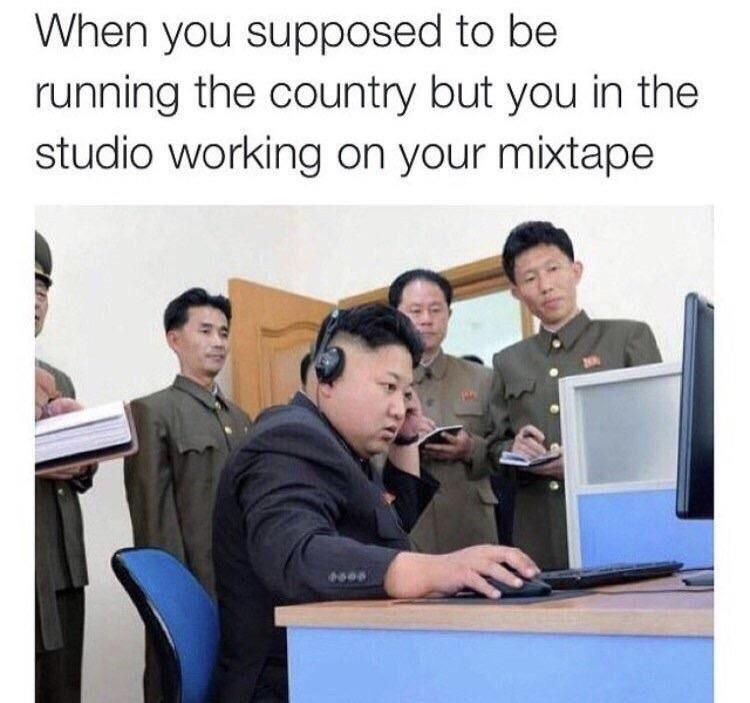 When you supposed to be
running the country but you in the
studio working on your mixtape